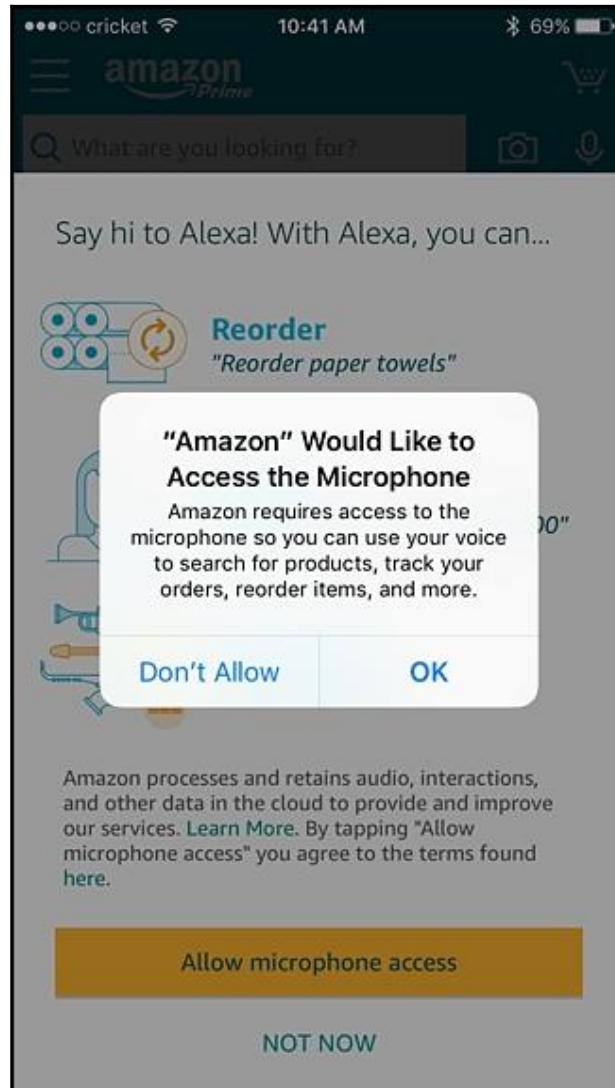 cricket 10:41 AM 69%
amazon
Prime
What are you looking for?
Say hi to Alexa! With Alexa, you can...
Reorder
"Reorder paper towels"
00"
"Amazon" Would Like to
Access the Microphone
Amazon requires access to the
microphone so you can use your voice
to search for products, track your
orders, reorder items, and more.
Don't Allow OK
Amazon processes and retains audio, interactions,
and other data in the cloud to provide and improve
our services. Learn More. By tapping "Allow
microphone access" you agree to the terms found
here.
Allow microphone access
NOT NOW